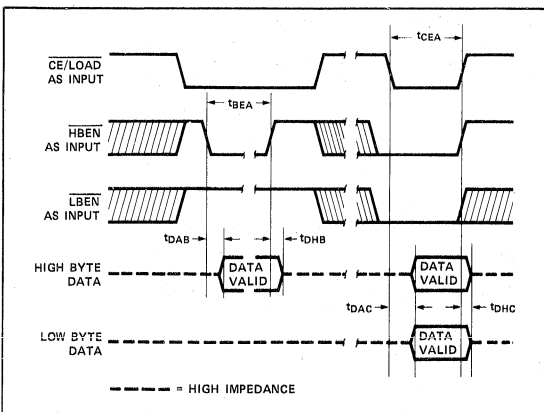 CE/LOAD
AS INPUT
tCEA
tBEA
HBEN
AS INPUT
LBEN
AS INPUT
tDAB
tDHB
HIGH BYTE
DATA
DATA
VALID
DATA
VALID
tDAC
tDHC
LOW BYTE
DATA
DATA
VALID
= HIGH IMPEDANCE